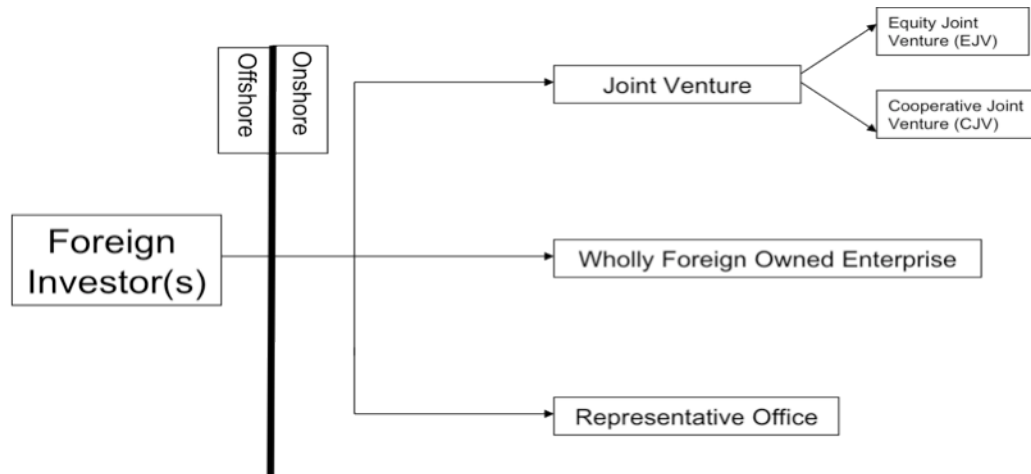 Offshore
Onshore
Equity Joint
Venture (EJV)
Joint Venture
Cooperative Joint
Venture (CJV)
Foreign
Investor(s)
Wholly Foreign Owned Enterprise
Representative Office